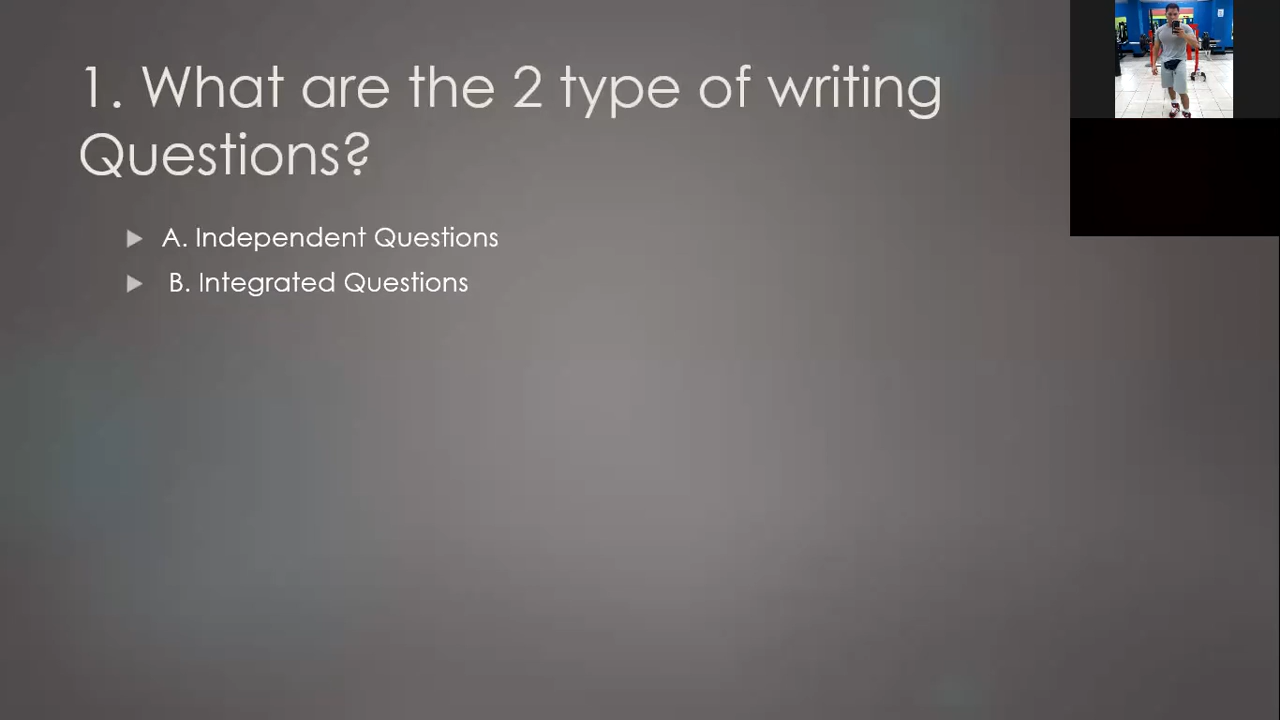 1. What are the 2 type of writing
Questions?
A. Independent Questions
B. Integrated Questions